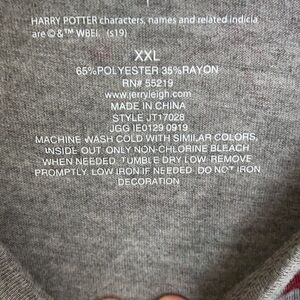 HARRY POTTER characters, names and related indicia
are © & ™ WBEI. (s19)
XXL
65%POLYESTER 35%RAYON
RN# 55219
www.jerryleigh.com
MADE IN CHINA
STYLE JT17028
JGG IE0129 0919
MACHINE WASH COLD WITH SIMILAR COLORS,
INSIDE OUT. ONLY NON-CHLORINE BLEACH
WHEN NEEDED. TUMBLE DRY LOW. REMOVE
PROMPTLY. LOW IRON IF NEEDED. DO NOT IRON
DECORATION